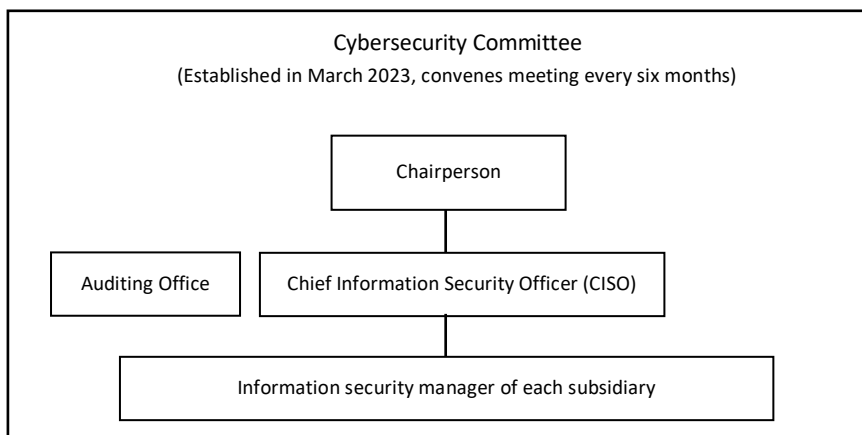 Cybersecurity Committee
(Established in March 2023, convenes meeting every six months)
Chairperson
Auditing Office
Chief Information Security Officer (CISO)
Information security manager of each subsidiary